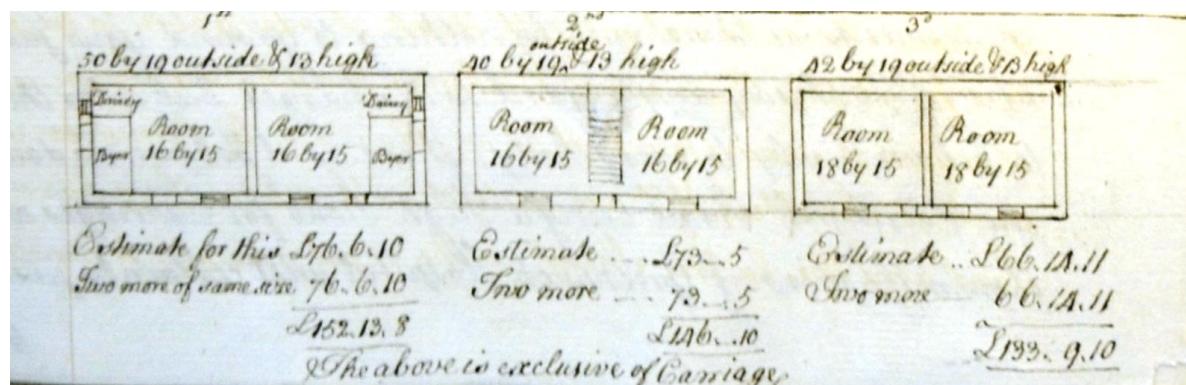 1st
50 by 19 outside & 13 high
Dairy
Dairy
Room
16 by 15
Room
16 by 15
Byre
Byre
Estimate for this £76.6.10
Two more of same size 76.6.10
£152.13.8
2nd
outside
40 by 19 & 13 high
Room
16 by 15
Room
16 by 15
Estimate .... £73..5
Two more .... 73..5
£146..10
3d
42 by 19 outside & 13 high
Room
18 by 15
Room
18 by 15
Estimate .. £66.14.11
Two more 66.14.11
£133.9.10
The above is exclusive of Carriage